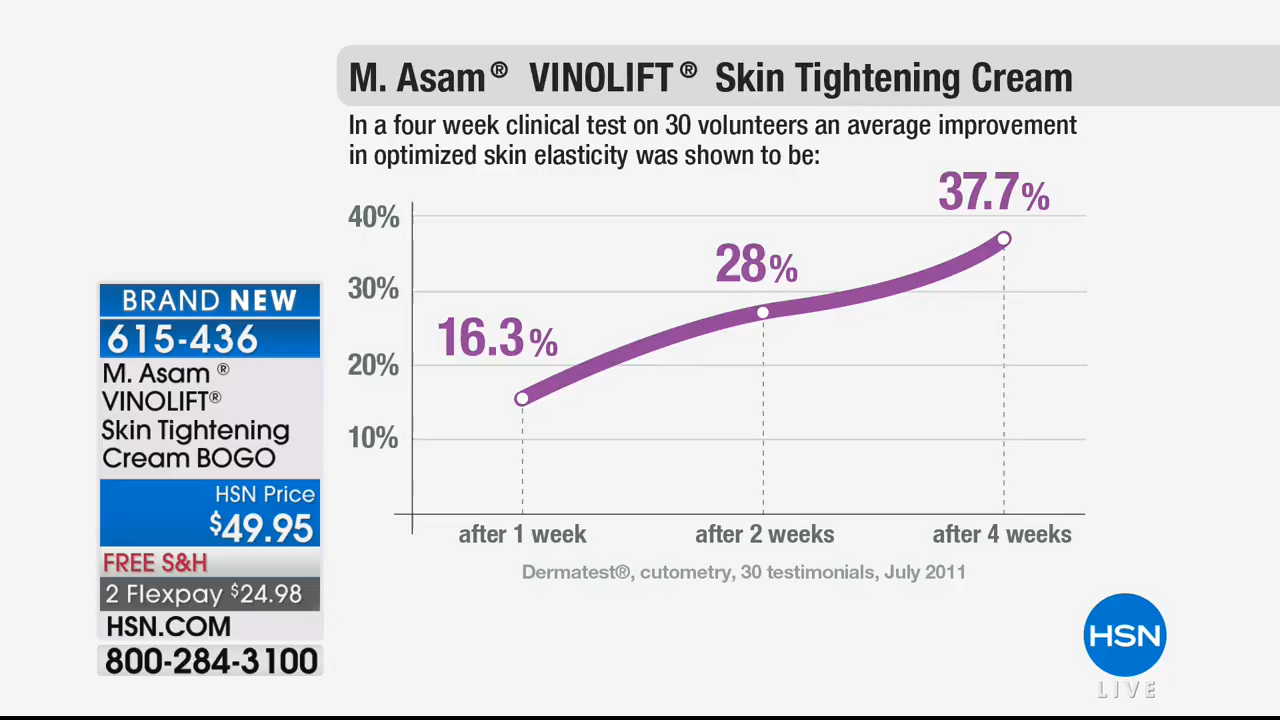 M. Asam® VINOLIFT® Skin Tightening Cream
In a four week clinical test on 30 volunteers an average improvement
in optimized skin elasticity was shown to be:
40%
30%
20%
10%
16.3%
28%
37.7%
after 1 week
after 2 weeks
after 4 weeks
Dermatest®, cutometry, 30 testimonials, July 2011
BRAND NEW
615-436
M. Asam®
VINOLIFT®
Skin Tightening
Cream BOGO
HSN Price
$49.95
FREE S&H
2 Flexpay $24.98
HSN.COM
800-284-3100
HSN
LIVE